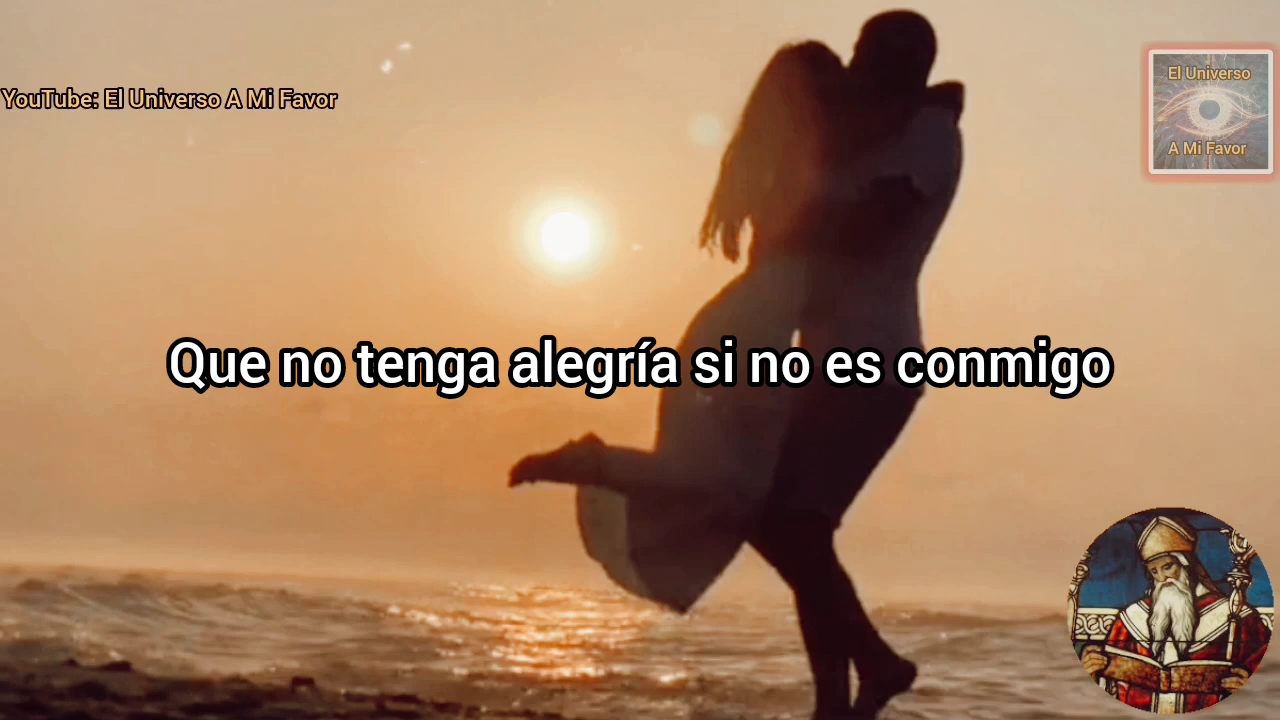 YouTube: El Universo A Mi Favor
El Universo
A Mi Favor
Que no tenga alegría si no es conmigo